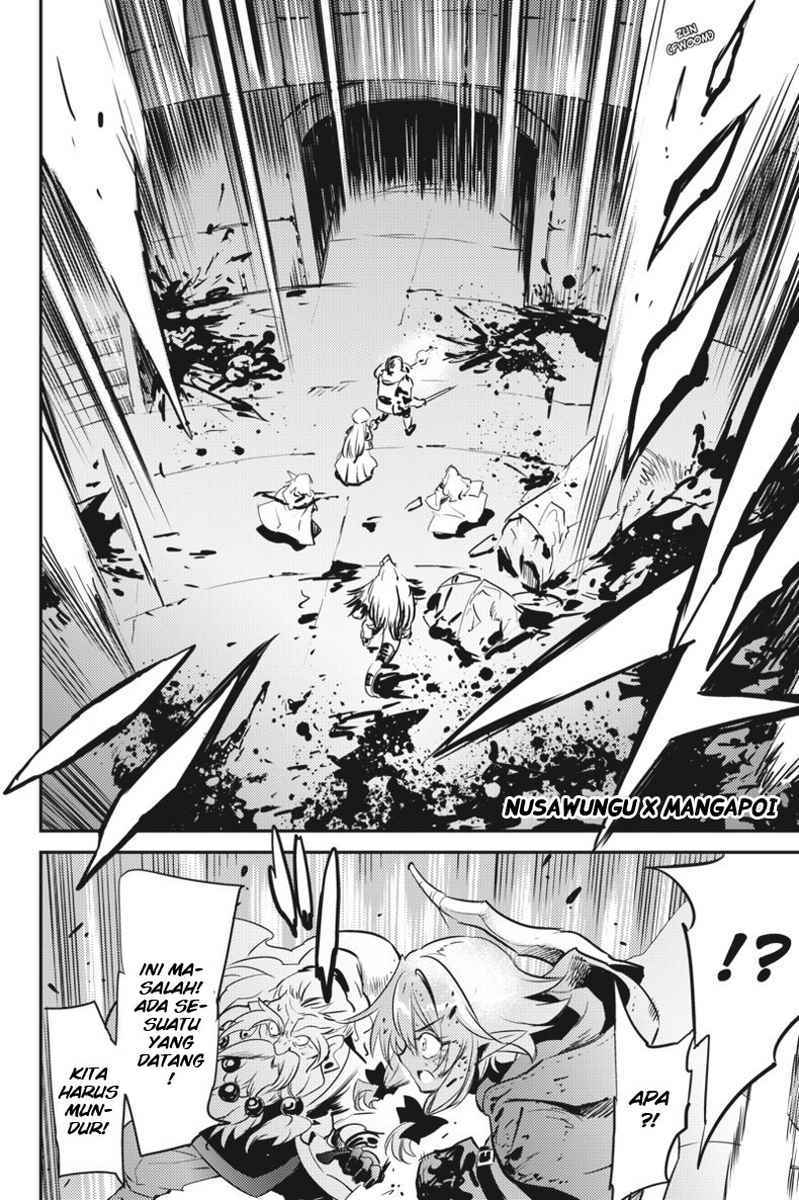 ZUN
(FWOOM)
NUSAWUNGU X MANGAPOI
!?
APA
?!
INI MA-
SALAH!
ADA SE-
SUATU
YANG
DATANG
!
KITA
HARUS
MUN-
DUR!